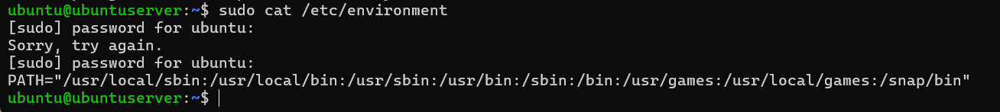 ubuntu@ubuntuserver:~$ sudo cat /etc/environment
[sudo] password for ubuntu:
Sorry, try again.
[sudo] password for ubuntu:
PATH="/usr/local/sbin:/usr/local/bin:/usr/sbin:/usr/bin:/sbin:/bin:/usr/games:/usr/local/games:/snap/bin"
ubuntu@ubuntuserver:~$